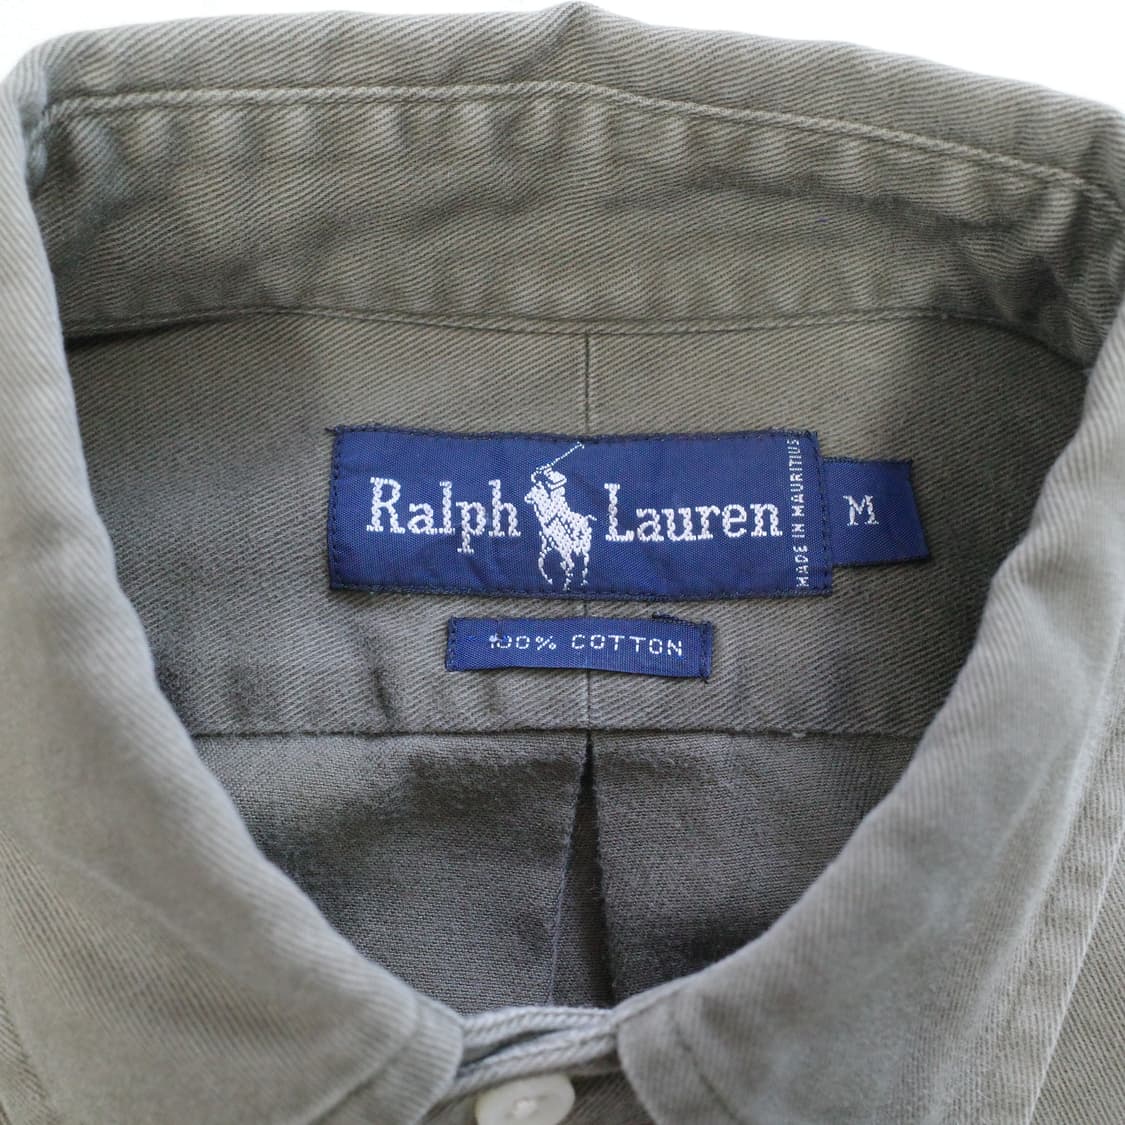 Ralph Lauren
MADE IN MAURITIUS
M
100% COTTON